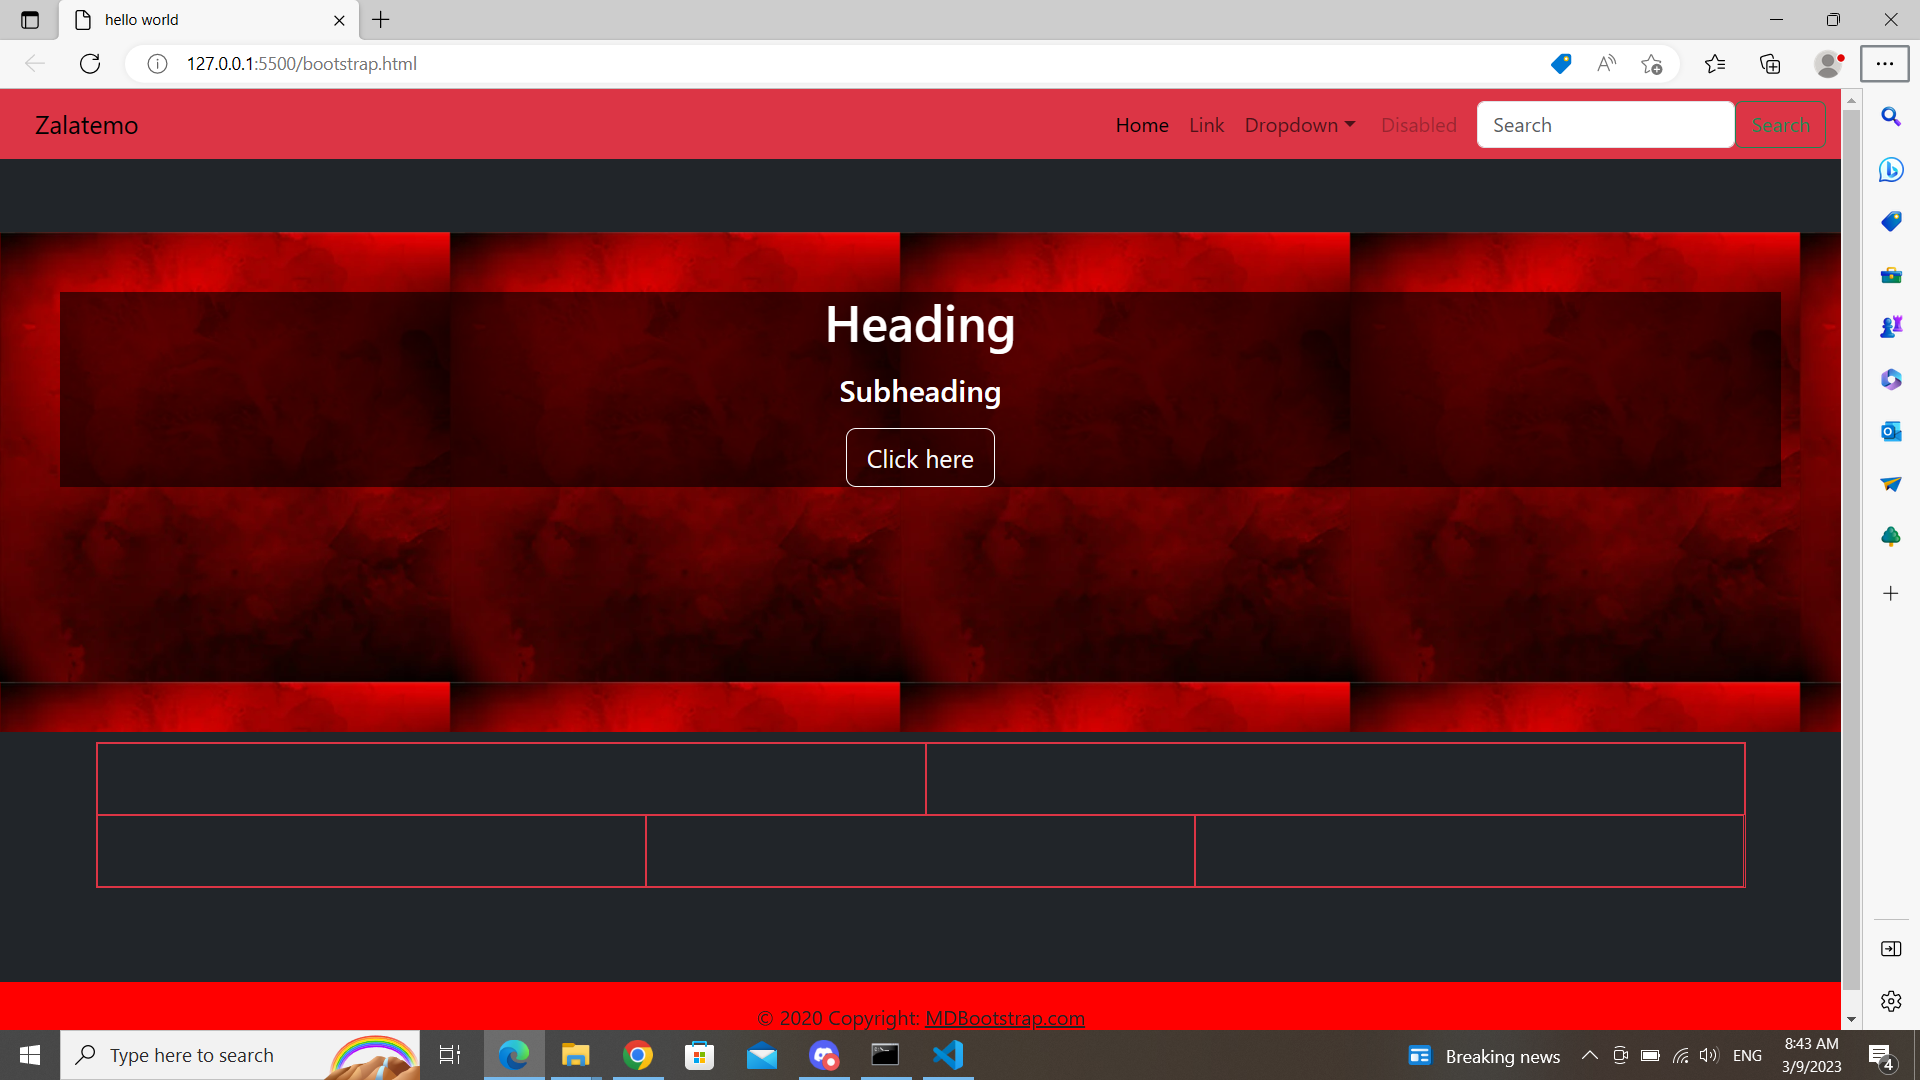 hello world
127.0.0.1:5500/bootstrap.html
Zalatemo
Home Link Dropdown Disabled Search Search
Heading
Subheading
Click here
© 2020 Copyright: MDBootstrap.com
Type here to search
Breaking news
ENG
8:43 AM
3/9/2023
4